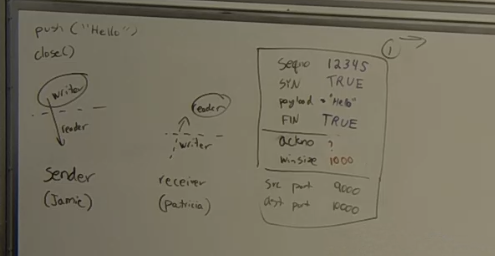 push ("Hello")
close()
writer
reader
Sender
(Jamie)
reader
writer
receiver
(patricia)
1
Seqno 12345
SYN TRUE
payload = "Hello"
FIN TRUE
ackno ?
winsize 1000
src port 9000
dst port 10000